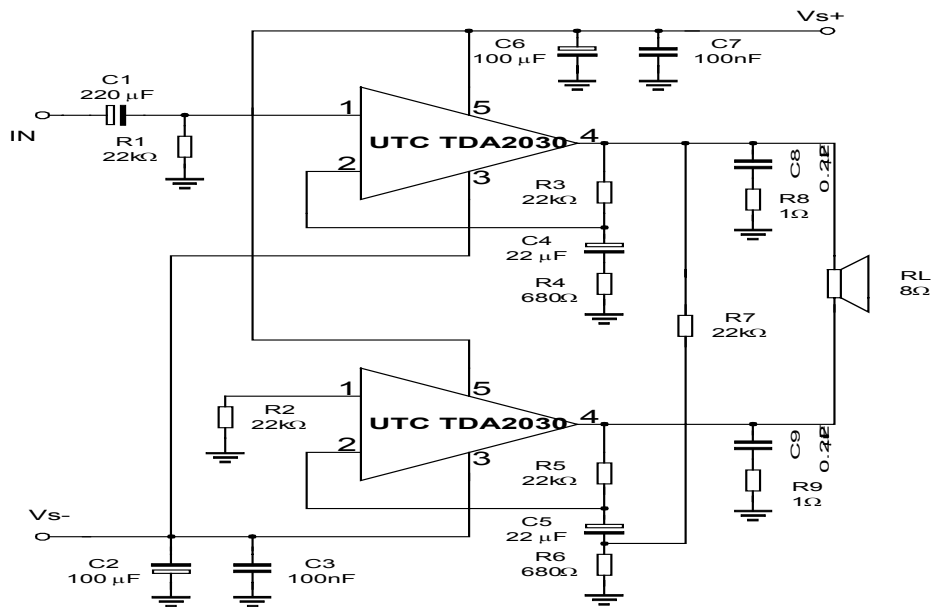 Vs+
C6
100 µF
C7
100nF
C1
220 µF
IN
R1
22kΩ
1
5
UTC TDA2030
4
2
3
R3
22kΩ
C4
22 µF
R4
680Ω
C8
R8
1Ω
RL
8Ω
R7
22kΩ
1
5
R2
22kΩ
UTC TDA2030
4
2
3
R5
22kΩ
C5
22 µF
R6
680Ω
C9
R9
1Ω
Vs-
C2
100 µF
C3
100nF